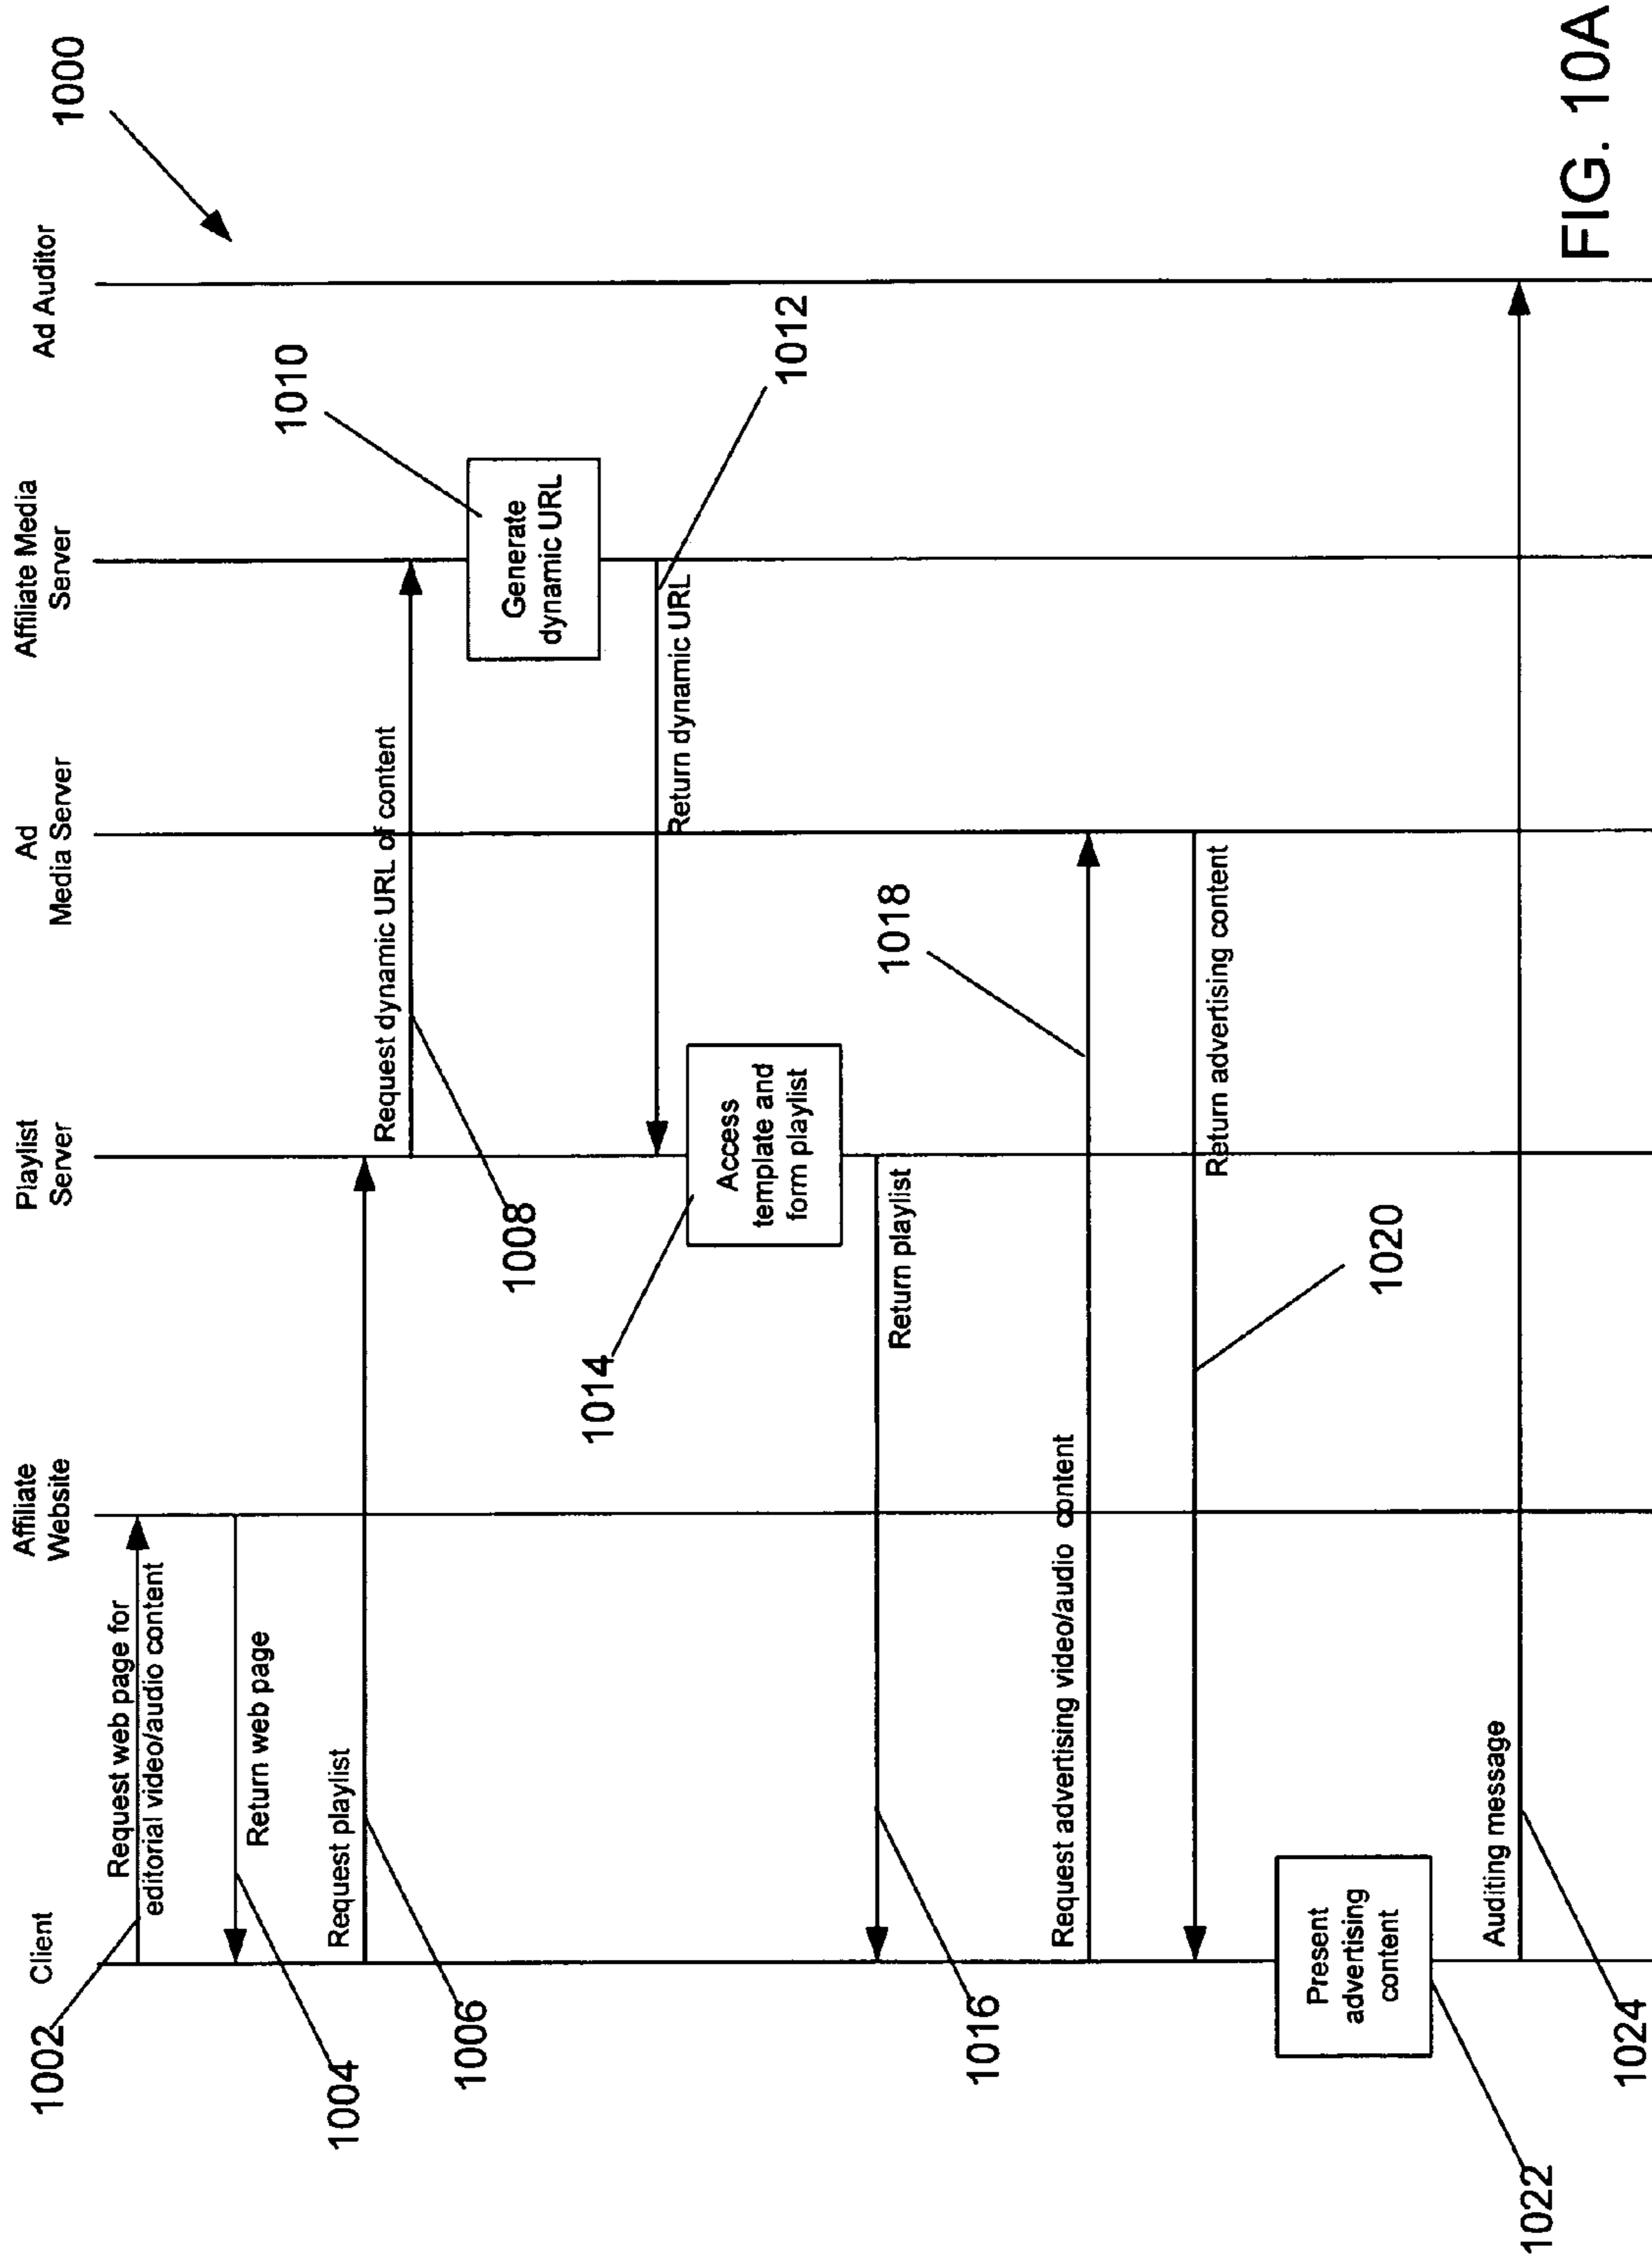 1000
Client
Affiliate
Website
Playlist
Server
Ad
Media Server
Affiliate Media
Server
Ad Auditor
1002
Request web page for
editorial video/audio content
1004
Return web page
1006
Request playlist
1008
Request dynamic URL of content
1010
Generate
dynamic URL
1012
Return dynamic URL
1014
Access
template and
form playlist
1016
Return playlist
1018
Request advertising video/audio content
1020
Return advertising content
1022
Present
advertising
content
1024
Auditing message
FIG. 10A